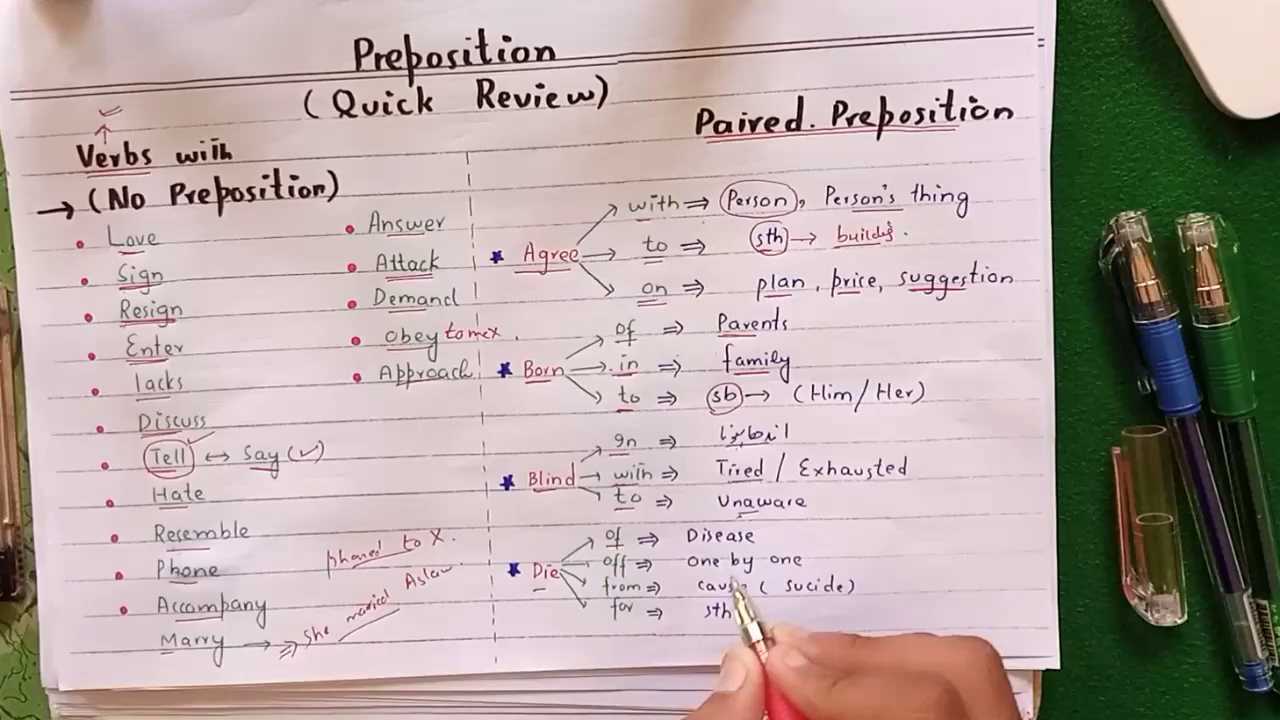 Preposition
(Quick Review)
Verbs with
→ (No Preposition)
• Love
• Sign
• Resign
• Enter
• lacks
• Discuss
• Tell ↔ Say (✓)
• Hate
• Resemble
• Phone
• Accompany
Marry → ⇒ She married Aslam.
phoned to X.
• Answer
• Attack
• Demand
• obey to mex.
• Approach
Paired. Preposition
★ Agree
with ⇒ Person, Person's thing
to ⇒ sth →
on ⇒ plan, price, suggestion
★ Born
of ⇒ Parents
in ⇒ family
to ⇒ sb → (Him/Her)
★ Blind
in ⇒
with ⇒ Tired / Exhausted
to ⇒ Unaware
★ Die
of ⇒ Disease
off ⇒ one by one
from ⇒ (sucide)
for ⇒ sth